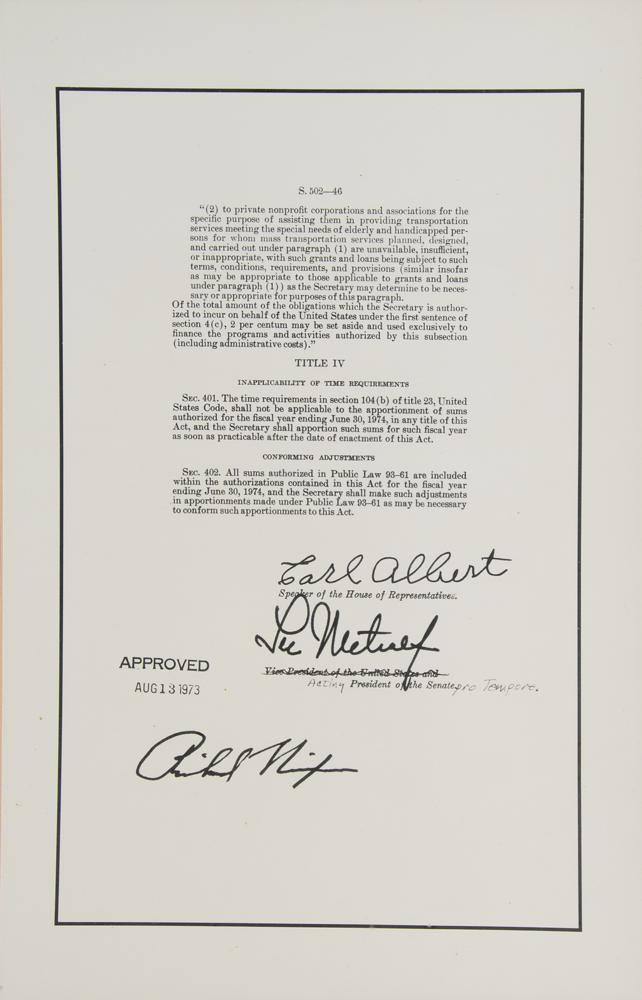 S. 502—46
"(2) to private nonprofit corporations and associations for the
specific purpose of assisting them in providing transportation
services meeting the special needs of elderly and handicapped per-
sons for whom mass transportation services planned, designed,
and carried out under paragraph (1) are unavailable, insufficient,
or inappropriate, with such grants and loans being subject to such
terms, conditions, requirements, and provisions (similar insofar
as may be appropriate to those applicable to grants and loans
under paragraph (1)) as the Secretary may determine to be neces-
sary or appropriate for purposes of this paragraph.
Of the total amount of the obligations which the Secretary is author-
ized to incur on behalf of the United States under the first sentence of
section 4(c), 2 per centum may be set aside and used exclusively to
finance the programs and activities authorized by this subsection
(including administrative costs)."
TITLE IV
INAPPLICABILITY OF TIME REQUIREMENTS
SEC. 401. The time requirements in section 104(b) of title 23, United
States Code, shall not be applicable to the apportionment of sums
authorized for the fiscal year ending June 30, 1974, in any title of this
Act, and the Secretary shall apportion such sums for such fiscal year
as soon as practicable after the date of enactment of this Act.
CONFORMING ADJUSTMENTS
SEC. 402. All sums authorized in Public Law 93–61 are included
within the authorizations contained in this Act for the fiscal year
ending June 30, 1974, and the Secretary shall make such adjustments
in apportionments made under Public Law 93–61 as may be necessary
to conform such apportionments to this Act.
Carl Albert
Speaker of the House of Representatives.
Lee Metcalf
Vice President of the United States and
Acting President of the Senate pro Tempore.
APPROVED
AUG 13 1973
Richard Nixon